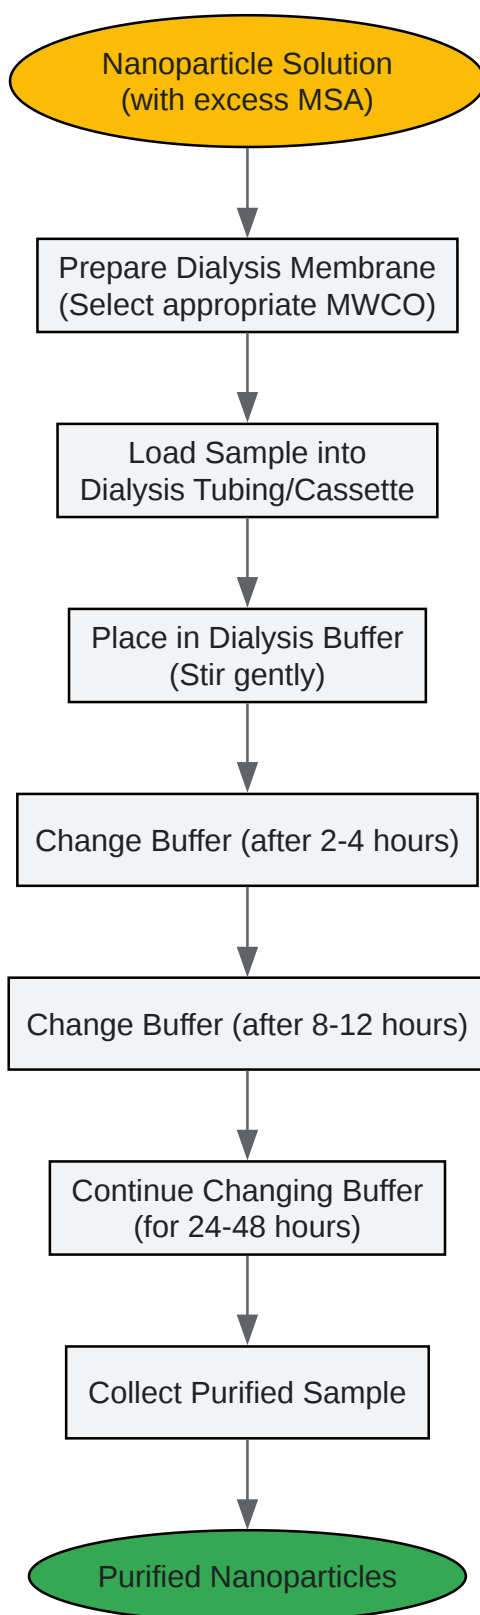 Nanoparticle Solution
(with excess MSA)
Prepare Dialysis Membrane
(Select appropriate MWCO)
Load Sample into
Dialysis Tubing/Cassette
Place in Dialysis Buffer
(Stir gently)
Change Buffer (after 2-4 hours)
Change Buffer (after 8-12 hours)
Continue Changing Buffer
(for 24-48 hours)
Collect Purified Sample
Purified Nanoparticles